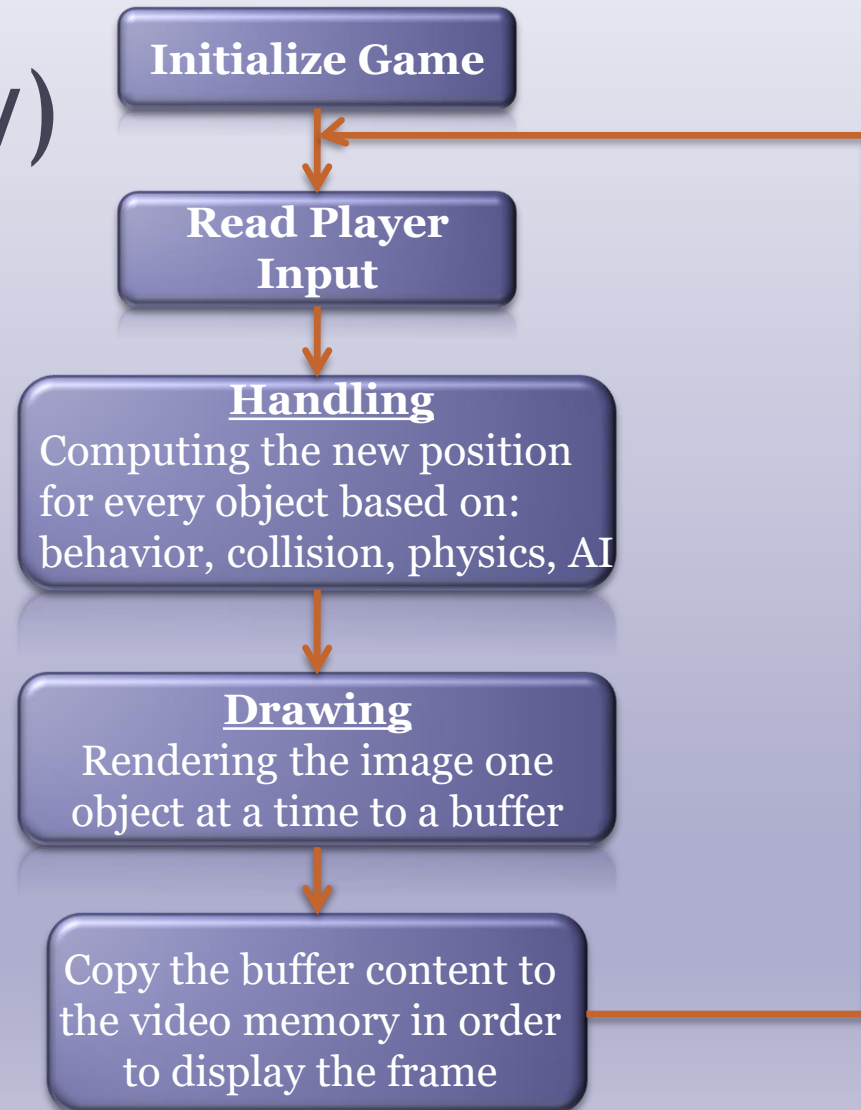 Initialize Game
Read Player
Input
Handling
Computing the new position
for every object based on:
behavior, collision, physics, AI
Drawing
Rendering the image one
object at a time to a buffer
Copy the buffer content to
the video memory in order
to display the frame